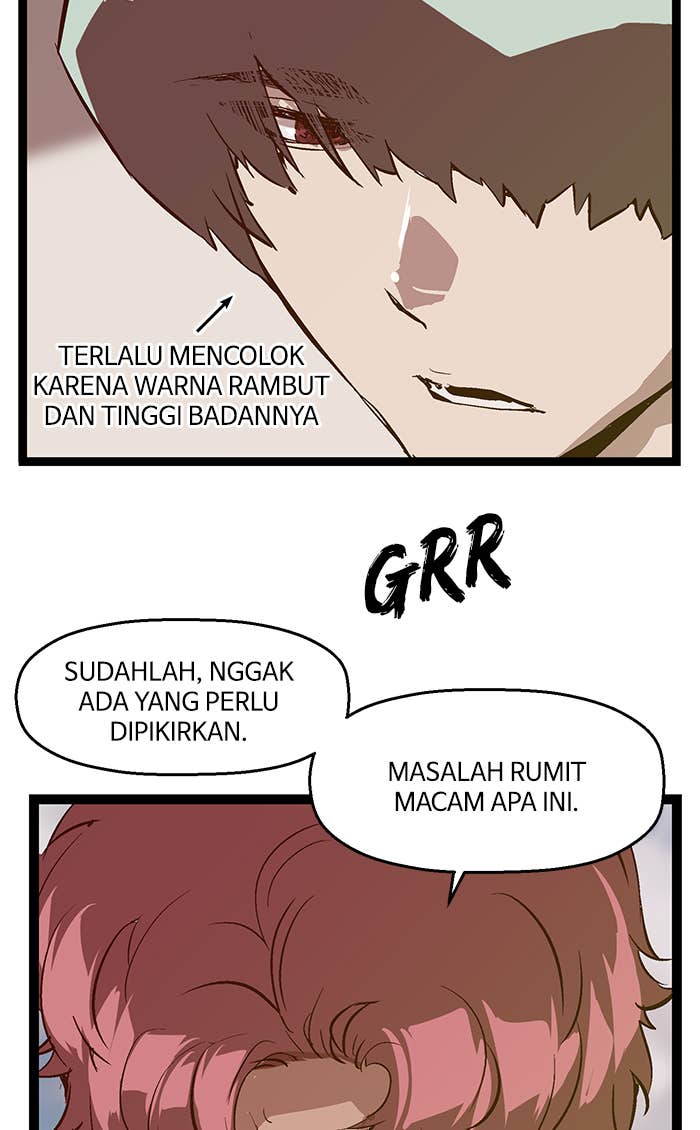 TERLALU MENCOLOK
KARENA WARNA RAMBUT
DAN TINGGI BADANNYA
GRR
SUDAHLAH, NGGAK
ADA YANG PERLU
DIPIKIRKAN.
MASALAH RUMIT
MACAM APA INI.